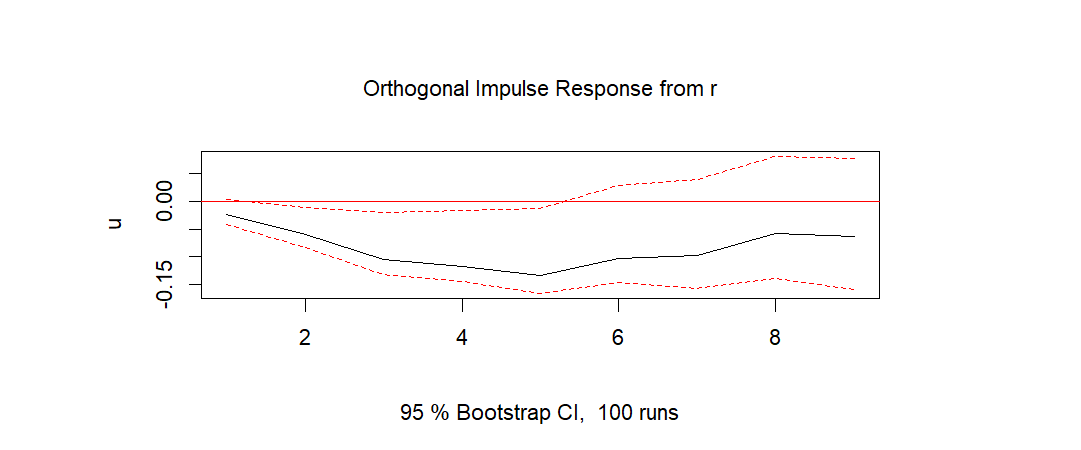 Orthogonal Impulse Response from r
u
0.00
-0.15
2 4 6 8
95 % Bootstrap CI,  100 runs